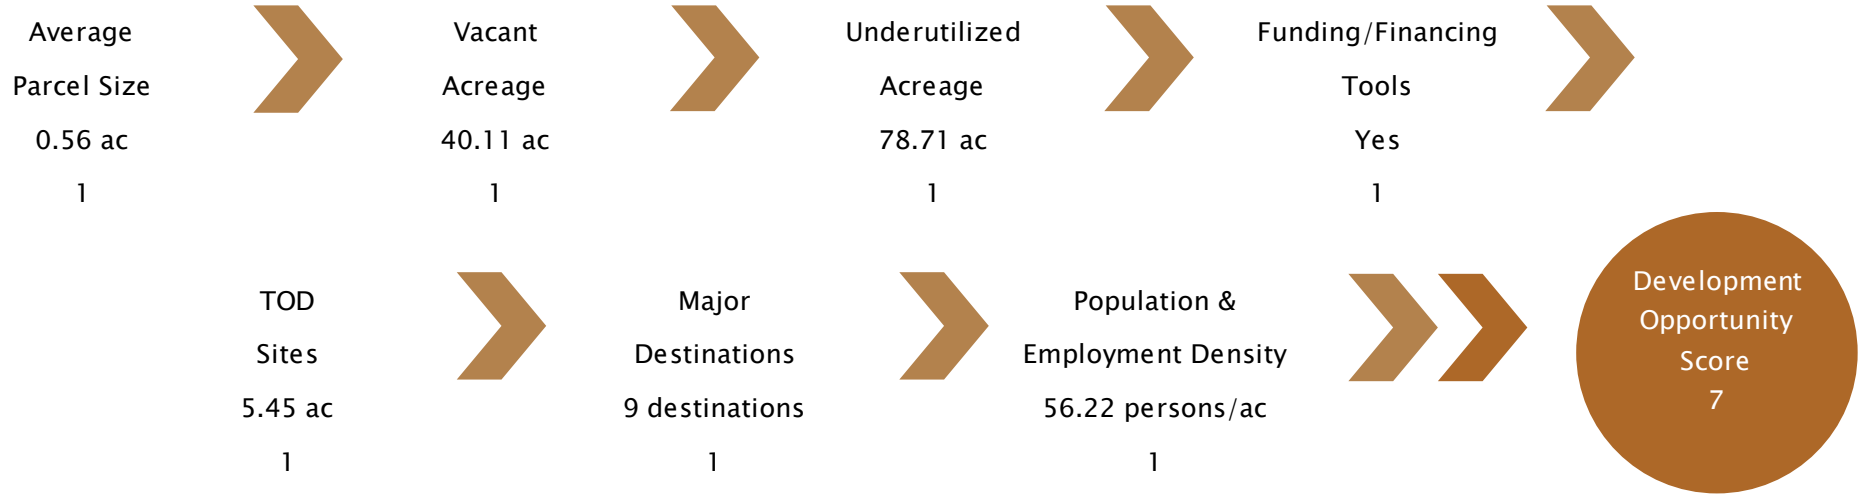 Average
Parcel Size
0.56 ac
1
Vacant
Acreage
40.11 ac
1
Underutilized
Acreage
78.71 ac
1
Funding/Financing
Tools
Yes
1
TOD
Sites
5.45 ac
1
Major
Destinations
9 destinations
1
Population &
Employment Density
56.22 persons/ac
1
Development
Opportunity
Score
7